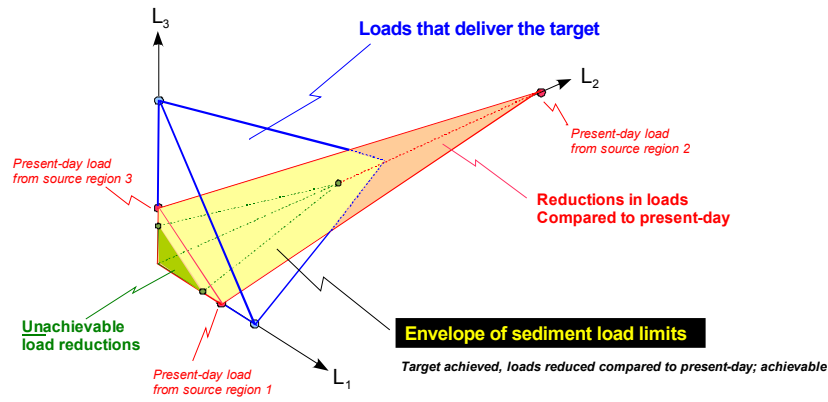 L3
Loads that deliver the target
L2
Present-day load
from source region 2
Present-day load
from source region 3
Reductions in loads
Compared to present-day
Unachievable
load reductions
Envelope of sediment load limits
Target achieved, loads reduced compared to present-day; achievable
Present-day load
from source region 1
L1